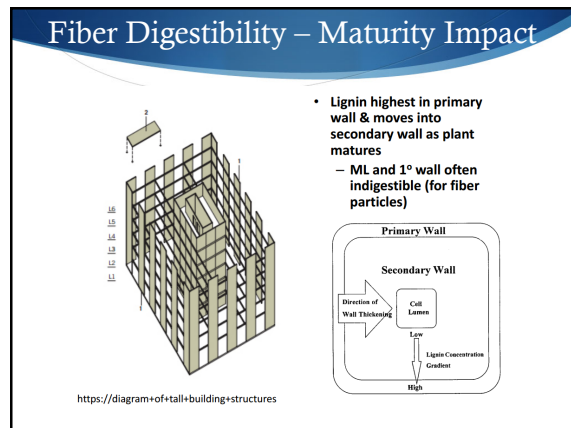 Fiber Digestibility – Maturity Impact
• Lignin highest in primary
wall & moves into
secondary wall as plant
matures
– ML and 1° wall often
indigestible (for fiber
particles)
2
1
L6
L5
L4
L3
L2
L1
1
Primary Wall
Secondary Wall
Direction of
Wall Thickening
Cell
Lumen
Low
Lignin Concentration
Gradient
High
https://diagram+of+tall+building+structures